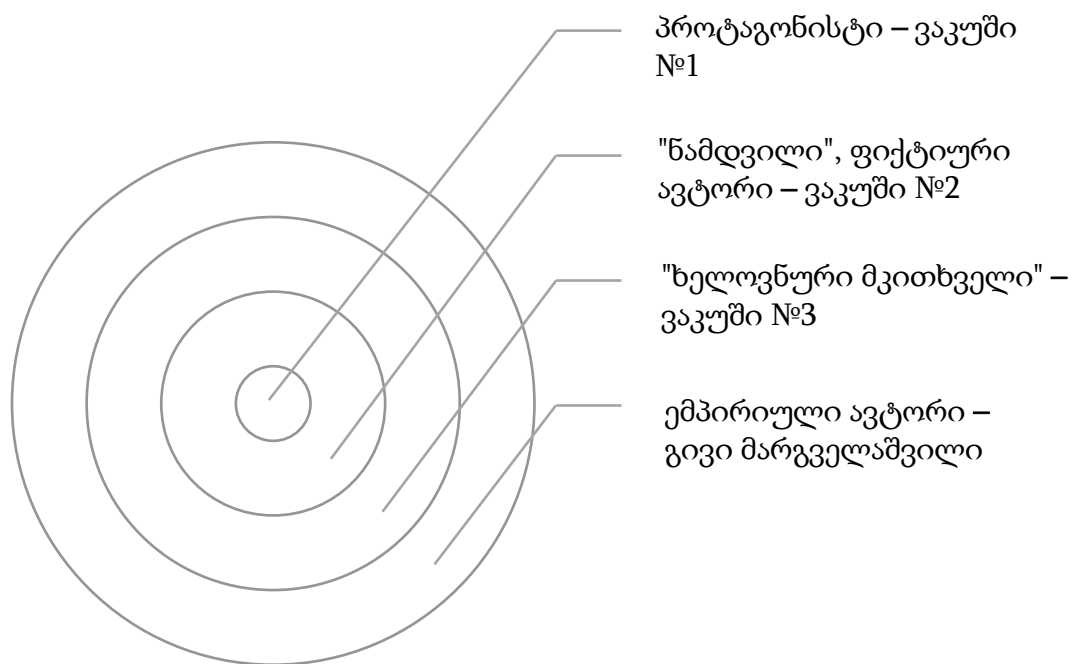 პროტაგონისტი – ვაკუში
№1
"ნამდვილი", ფიქტიური
ავტორი – ვაკუში №2
"ხელოვნური მკითხველი" –
ვაკუში №3
ემპირიული ავტორი –
გივი მარგველაშვილი